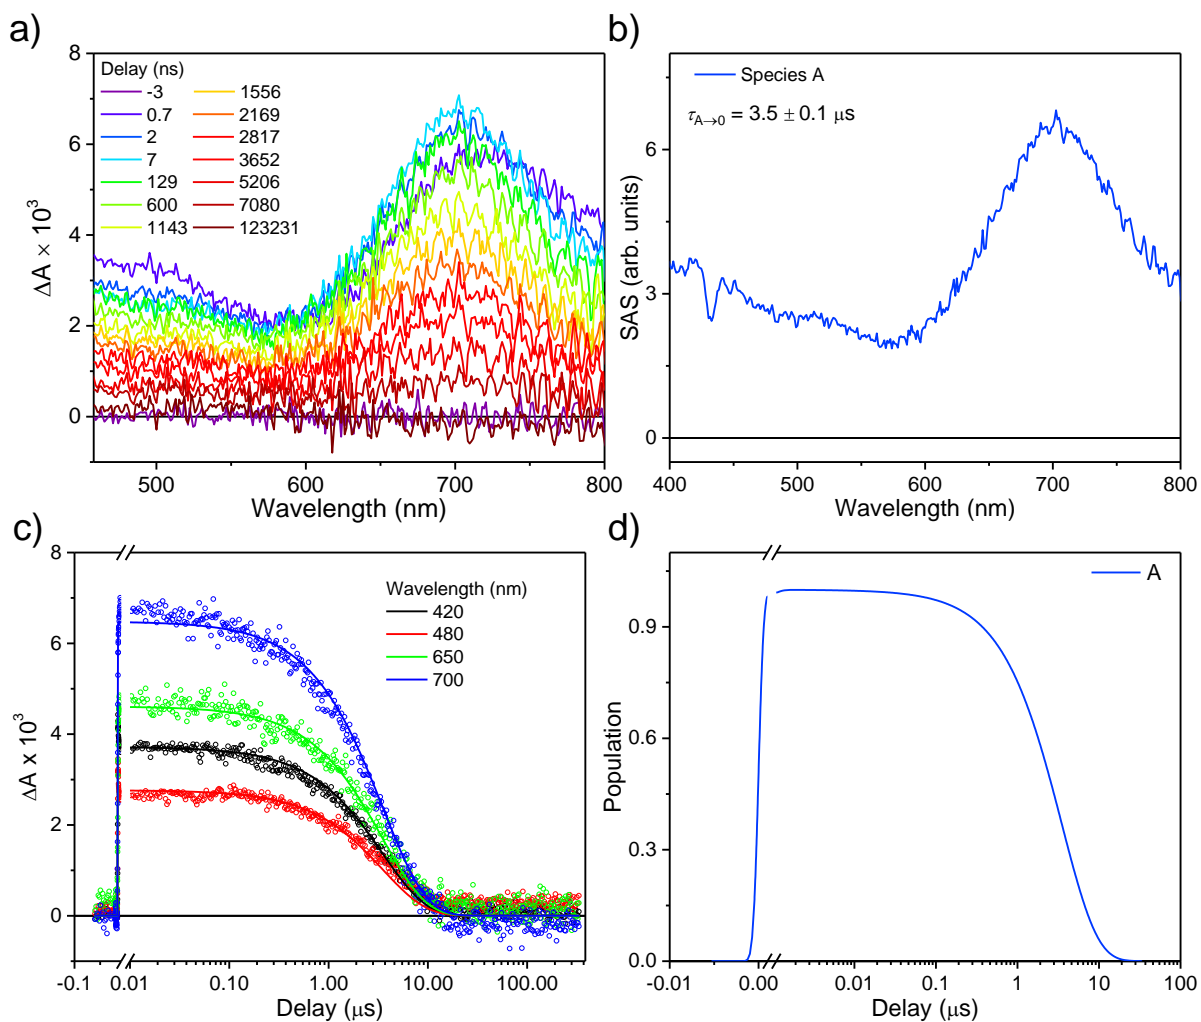 a)
8
6
4
2
0
ΔA × 10³
Delay (ns)
-3
0.7
2
7
129
600
1143
1556
2169
2817
3652
5206
7080
123231
500 600 700 800
Wavelength (nm)
b)
6
3
0
SAS (arb. units)
Species A
τA→0 = 3.5 ± 0.1 μs
400 500 600 700 800
Wavelength (nm)
c)
8
6
4
2
0
ΔA x 10³
Wavelength (nm)
420
480
650
700
-0.1 0.01 0.10 1.00 10.00 100.00
Delay (μs)
d)
0.9
0.6
0.3
0.0
Population
A
-0.01 0.00 0.01 0.1 1 10 100
Delay (μs)